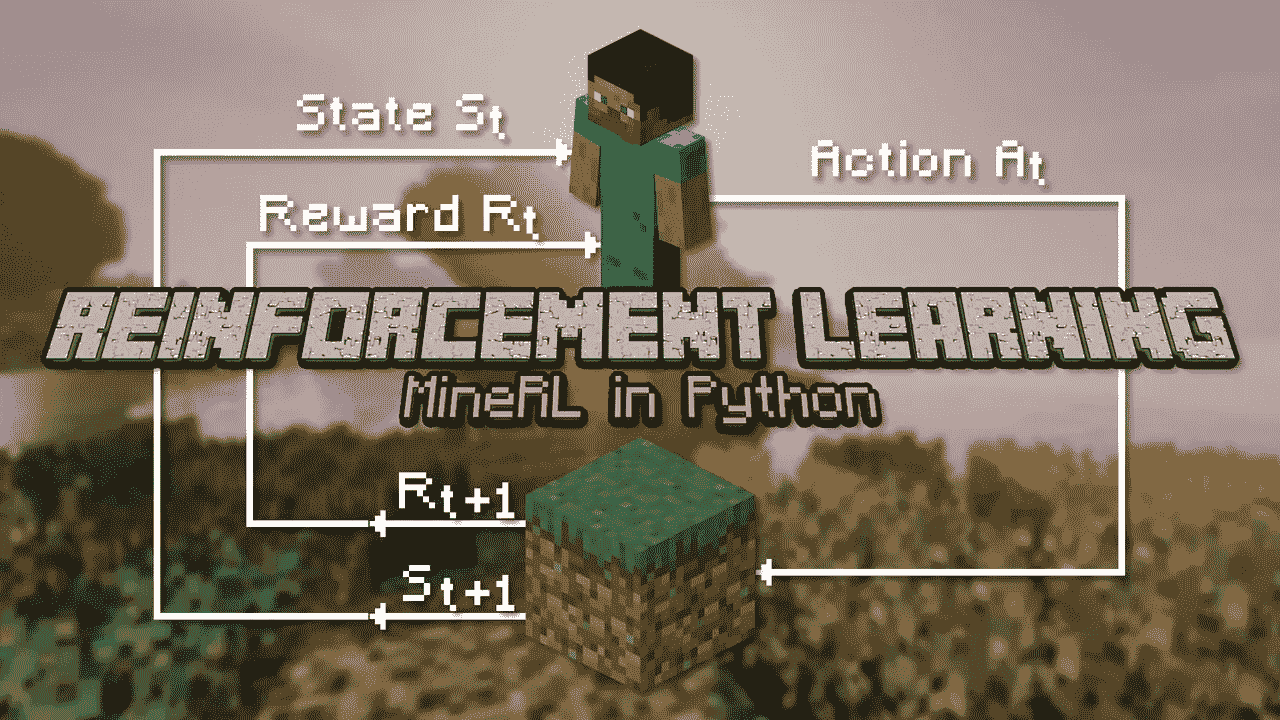 State St
Action At
Reward Rt
REINFORCEMENT LEARNING
MineRL in Python
Rt+1
St+1